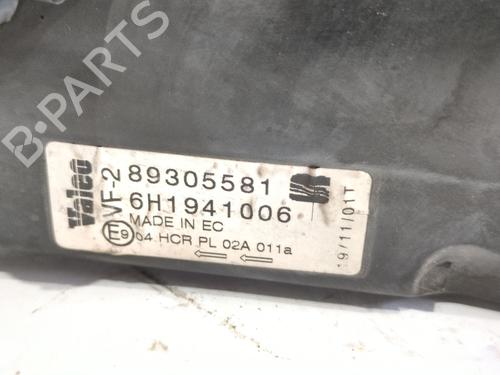 B-PARTS
Valeo
VF-2
89305581
6H1941006
MADE IN EC
E9 04 HCR PL 02A 011a
19/11/01T